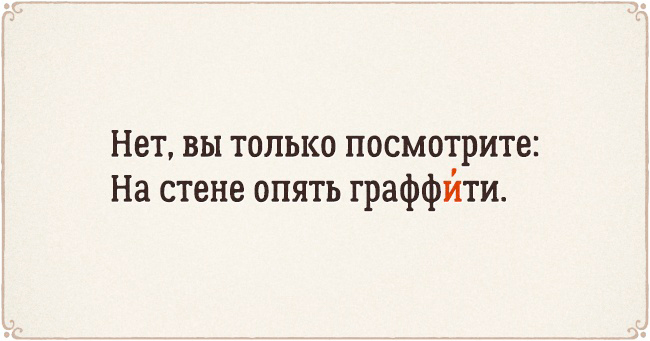 Нет, вы только посмотрите:
На стене опять граффи́ти.